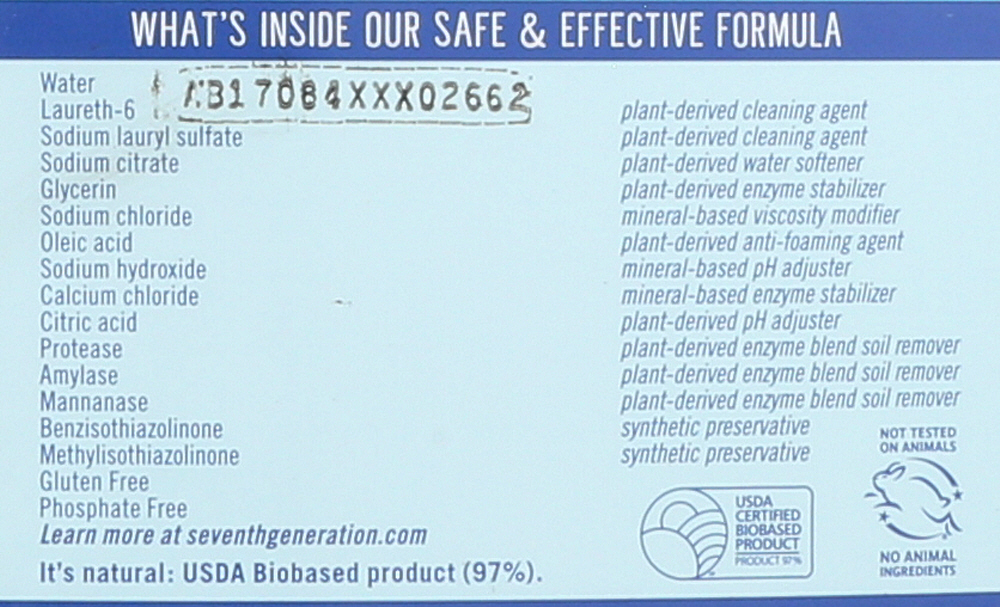 WHAT'S INSIDE OUR SAFE & EFFECTIVE FORMULA
Water
Laureth-6 plant-derived cleaning agent
Sodium lauryl sulfate plant-derived cleaning agent
Sodium citrate plant-derived water softener
Glycerin plant-derived enzyme stabilizer
Sodium chloride mineral-based viscosity modifier
Oleic acid plant-derived anti-foaming agent
Sodium hydroxide mineral-based pH adjuster
Calcium chloride mineral-based enzyme stabilizer
Citric acid plant-derived pH adjuster
Protease plant-derived enzyme blend soil remover
Amylase plant-derived enzyme blend soil remover
Mannanase plant-derived enzyme blend soil remover
Benzisothiazolinone synthetic preservative
Methylisothiazolinone synthetic preservative
Gluten Free
Phosphate Free
Learn more at seventhgeneration.com
It's natural: USDA Biobased product (97%).
USDA
CERTIFIED
BIOBASED
PRODUCT
PRODUCT 97%
NOT TESTED
ON ANIMALS
NO ANIMAL
INGREDIENTS